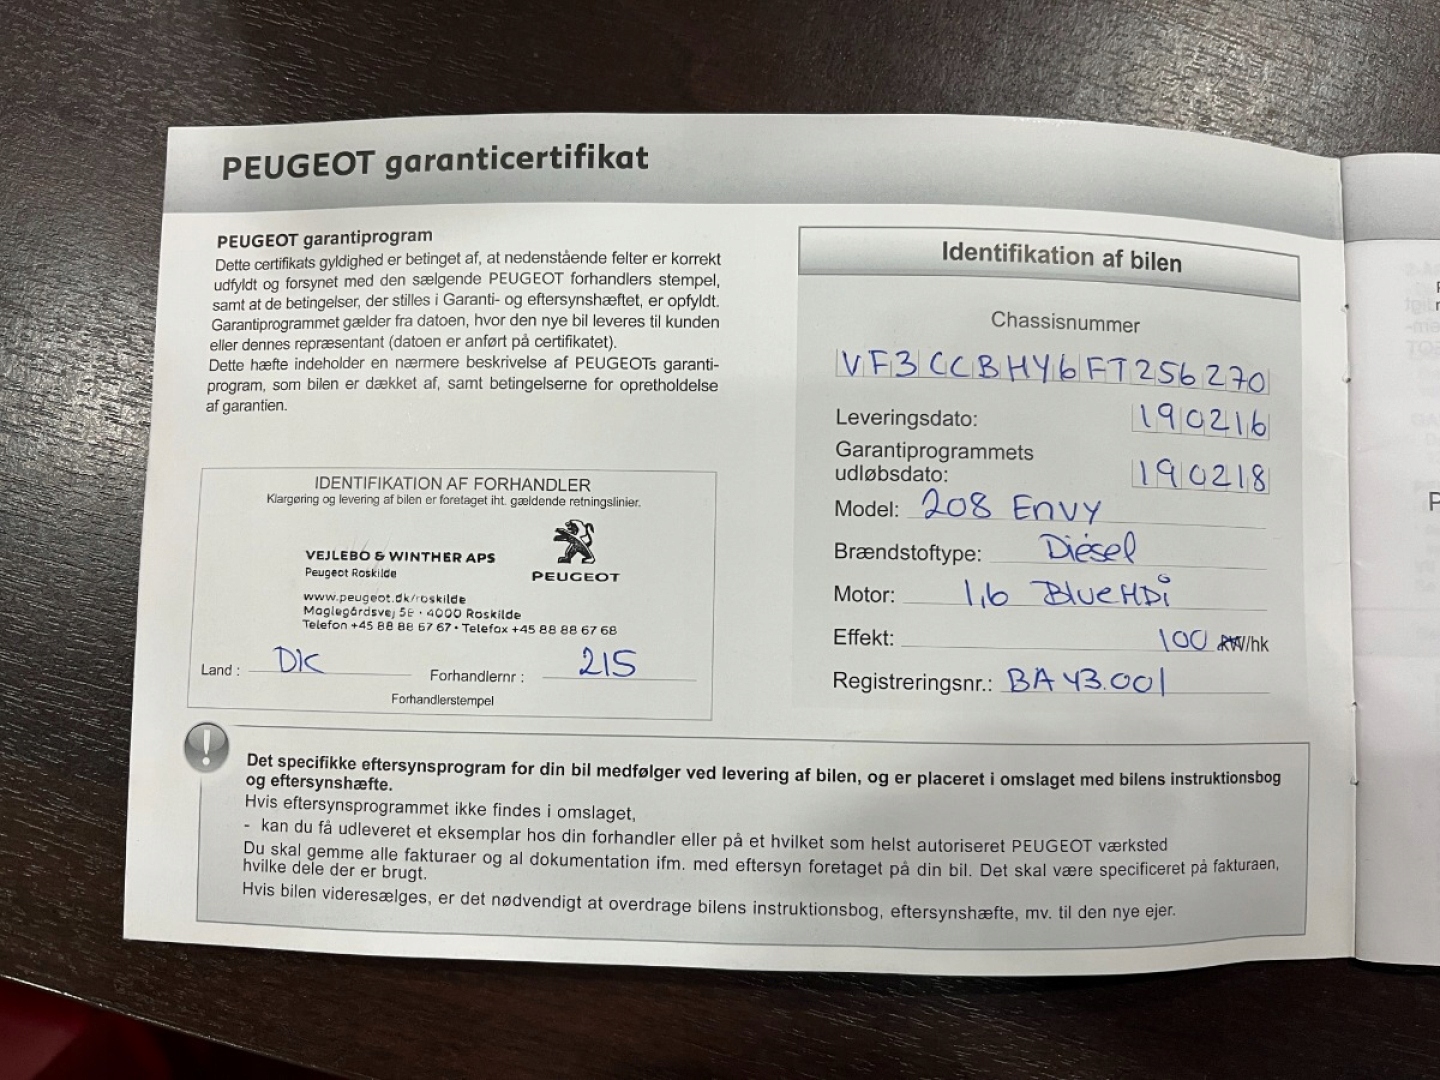 PEUGEOT garanticertifikat
PEUGEOT garantiprogram
Dette certifikats gyldighed er betinget af, at nedenstående felter er korrekt
udfyldt og forsynet med den sælgende PEUGEOT forhandlers stempel,
samt at de betingelser, der stilles i Garanti- og eftersynshæftet, er opfyldt.
Garantiprogrammet gælder fra datoen, hvor den nye bil leveres til kunden
eller dennes repræsentant (datoen er anført på certifikatet).
Dette hæfte indeholder en nærmere beskrivelse af PEUGEOTs garanti-
program, som bilen er dækket af, samt betingelserne for opretholdelse
af garantien.
IDENTIFIKATION AF FORHANDLER
Klargøring og levering af bilen er foretaget iht. gældende retningslinier.
VEJLEBO & WINTHER APS
Peugeot Roskilde
PEUGEOT
www.peugeot.dk/roskilde
Maglegårdsvej 5E · 4000 Roskilde
Telefon +45 88 88 67 67 · Telefax +45 88 88 67 68
Land : DK Forhandlernr : 215
Forhandlerstempel
Identifikation af bilen
Chassisnummer
VF3CCBHY6FT256270
Leveringsdato: 190216
Garantiprogrammets
udløbsdato: 190218
Model: 208 Envy
Brændstoftype: Diesel
Motor: 1,6 BlueHDi
Effekt: 100 kW/hk
Registreringsnr.: BA 43.001
Det specifikke eftersynsprogram for din bil medfølger ved levering af bilen, og er placeret i omslaget med bilens instruktionsbog
og eftersynshæfte.
Hvis eftersynsprogrammet ikke findes i omslaget,
- kan du få udleveret et eksemplar hos din forhandler eller på et hvilket som helst autoriseret PEUGEOT værksted
Du skal gemme alle fakturaer og al dokumentation ifm. med eftersyn foretaget på din bil. Det skal være specificeret på fakturaen,
hvilke dele der er brugt.
Hvis bilen videresælges, er det nødvendigt at overdrage bilens instruktionsbog, eftersynshæfte, mv. til den nye ejer.